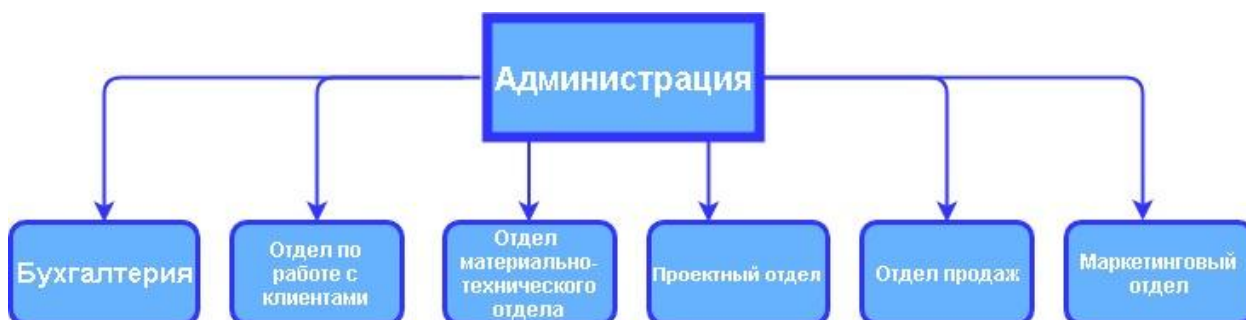 Администрация
Бухгалтерия
Отдел по
работе с
клиентами
Отдел
материально-
технического
отдела
Проектный отдел
Отдел продаж
Маркетинговый
отдел